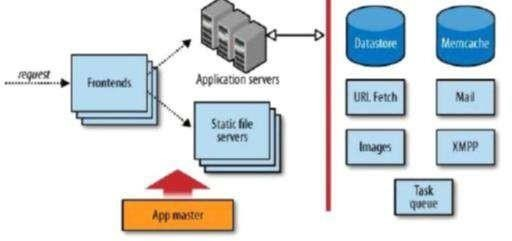 request
Frontends
Application servers
Static file
servers
App master
Datastore
Memcache
URL Fetch
Mail
Images
XMPP
Task
queue